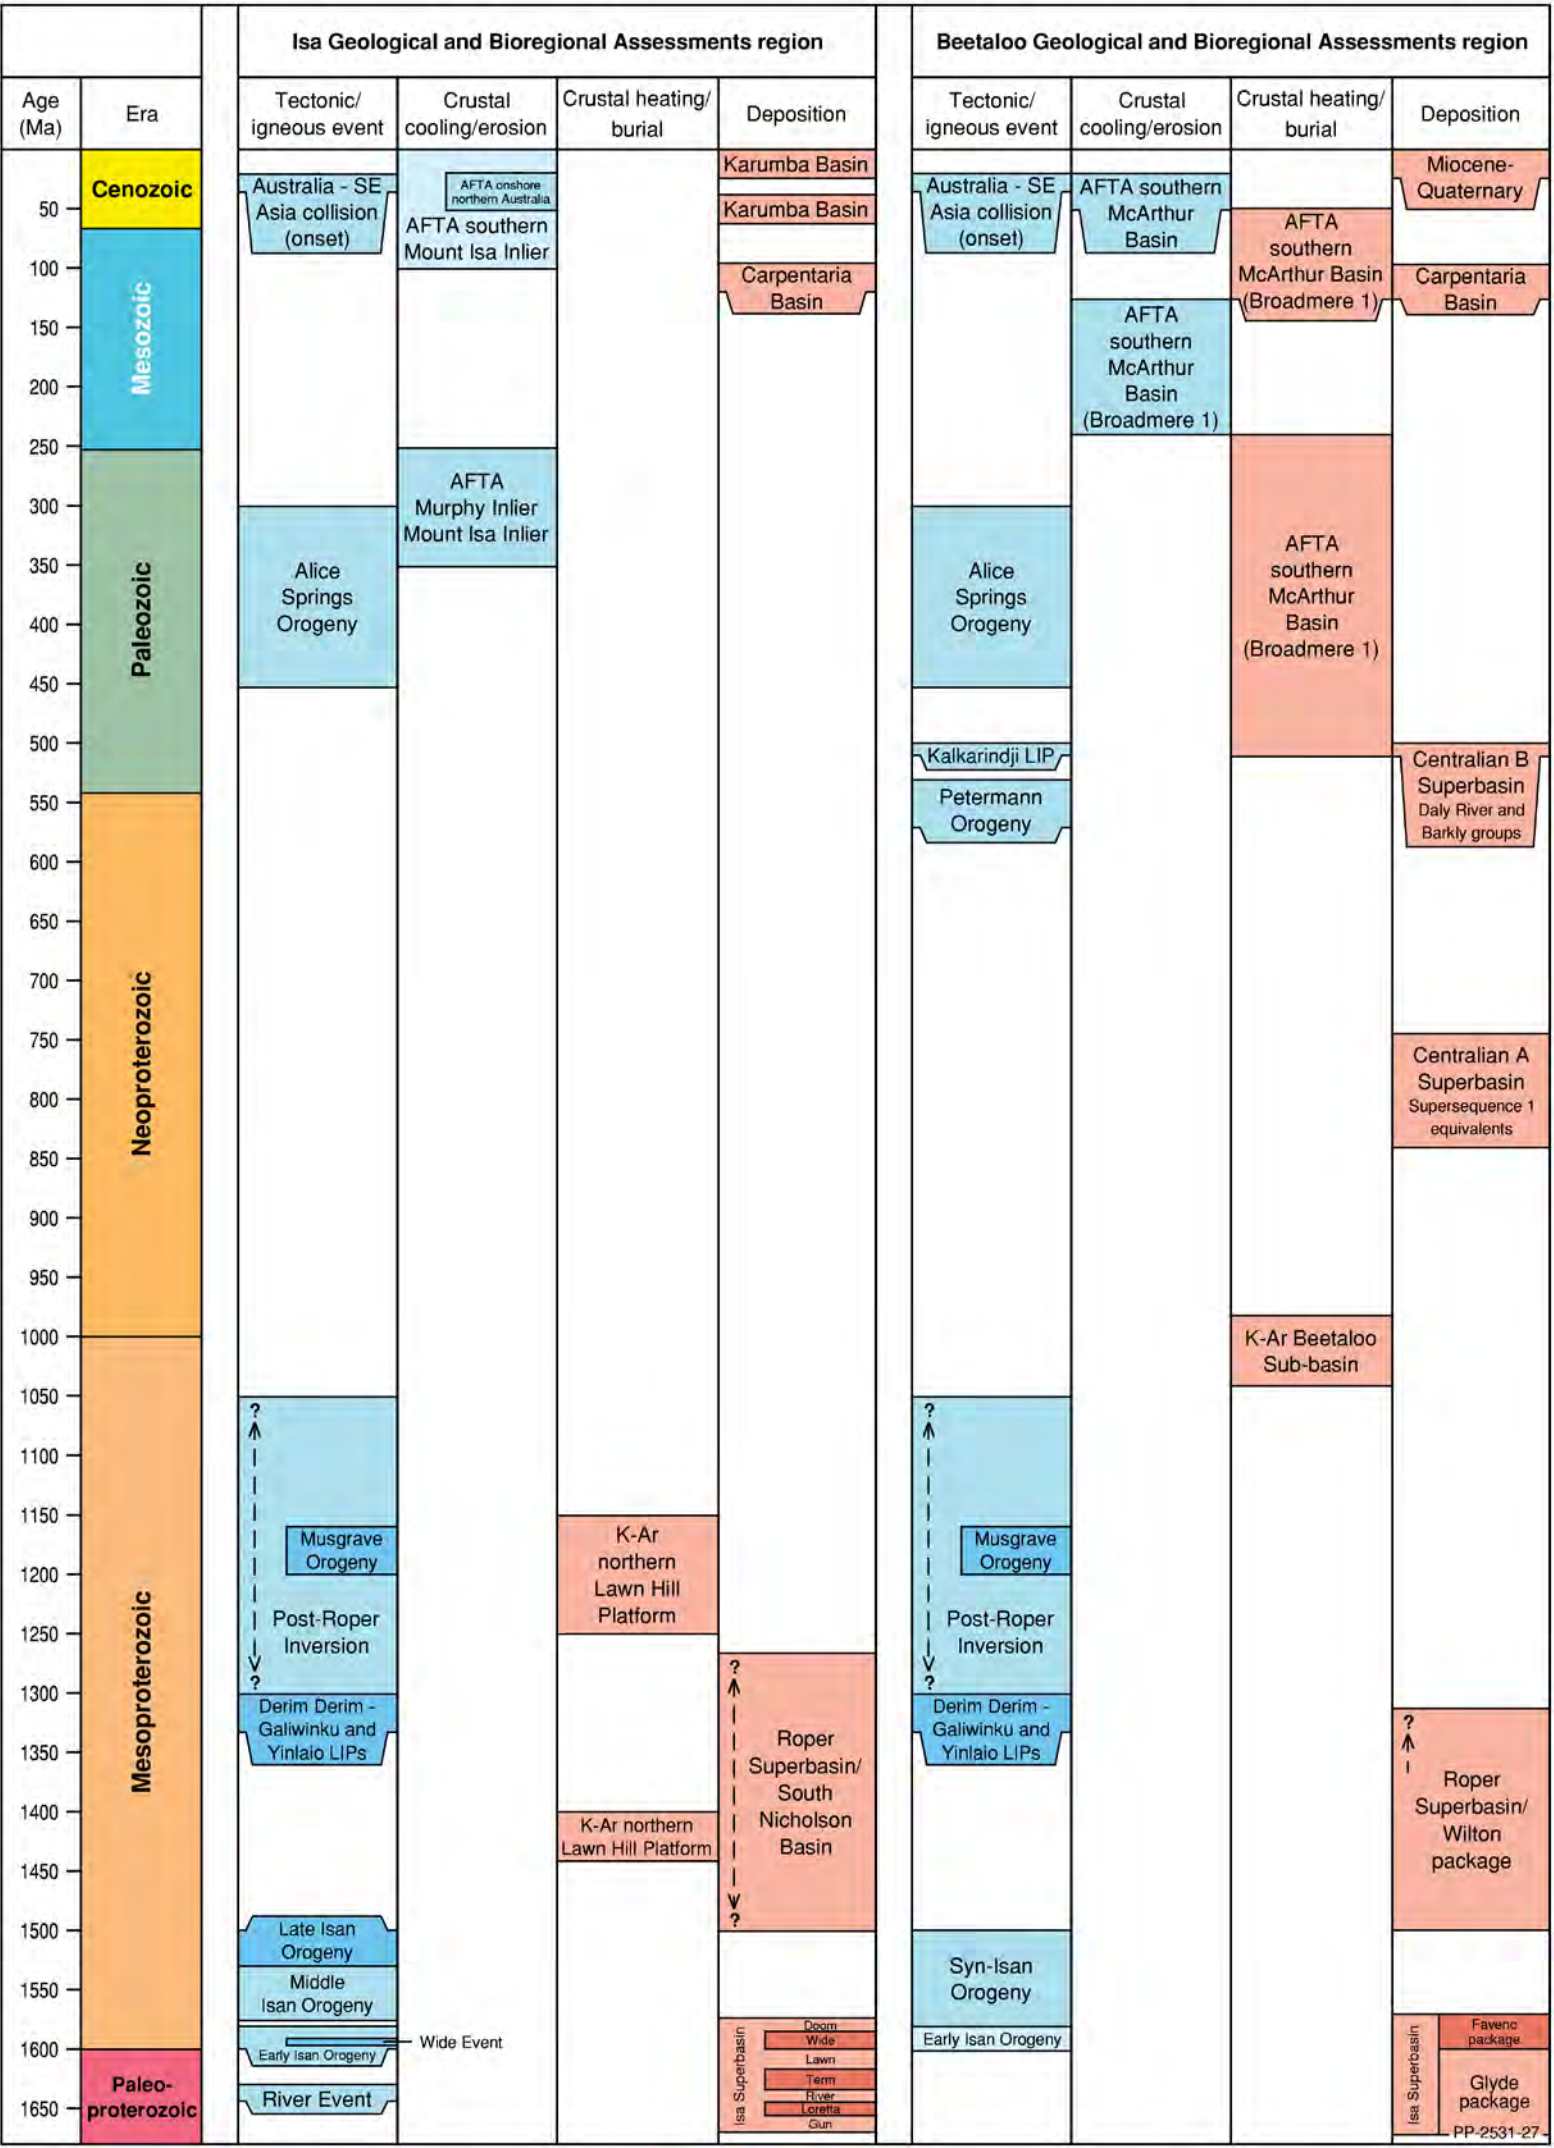 Isa Geological and Bioregional Assessments region
Beetaloo Geological and Bioregional Assessments region
Age
(Ma)
Era
Tectonic/
igneous event
Crustal
cooling/erosion
Crustal heating/
burial
Deposition
Tectonic/
igneous event
Crustal
cooling/erosion
Crustal heating/
burial
Deposition
50
100
150
200
250
300
350
400
450
500
550
600
650
700
750
800
850
900
950
1000
1050
1100
1150
1200
1250
1300
1350
1400
1450
1500
1550
1600
1650
Cenozoic
Mesozoic
Paleozoic
Neoproterozoic
Mesoproterozoic
Paleo-
proterozoic
Australia - SE
Asia collision
(onset)
Alice
Springs
Orogeny
?
Musgrave
Orogeny
Post-Roper
Inversion
?
Derim Derim -
Galiwinku and
Yinlalo LIPs
Late Isan
Orogeny
Middle
Isan Orogeny
Wide Event
Early Isan Orogeny
River Event
AFTA onshore
northern Australia
AFTA southern
Mount Isa Inlier
AFTA
Murphy Inlier
Mount Isa Inlier
K-Ar
northern
Lawn Hill
Platform
K-Ar northern
Lawn Hill Platform
Karumba Basin
Karumba Basin
Carpentaria
Basin
?
Roper
Superbasin/
South
Nicholson
Basin
?
Isa Superbasin
Doom
Wide
Lawn
Term
River
Loretta
Gun
Australia - SE
Asia collision
(onset)
Alice
Springs
Orogeny
Kalkarindji LIP
Petermann
Orogeny
?
Musgrave
Orogeny
Post-Roper
Inversion
?
Derim Derim -
Galiwinku and
Yinlalo LIPs
Syn-Isan
Orogeny
Early Isan Orogeny
AFTA southern
McArthur
Basin
AFTA
southern
McArthur
Basin
(Broadmere 1)
AFTA
southern
McArthur Basin
(Broadmere 1)
AFTA
southern
McArthur
Basin
(Broadmere 1)
K-Ar Beetaloo
Sub-basin
Miocene-
Quaternary
Carpentaria
Basin
Centralian B
Superbasin
Daly River and
Barkly groups
Centralian A
Superbasin
Supersequence 1
equivalents
?
Roper
Superbasin/
Wilton
package
Isa Superbasin
Favenc
package
Glyde
package
PP-2531-27